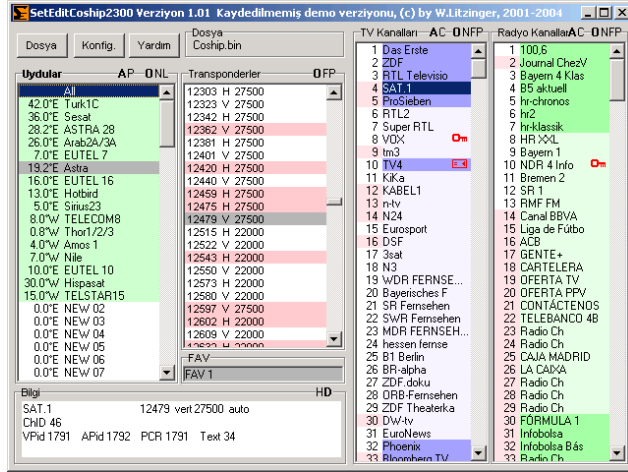 SetEditCoship2300 Verziyon 1.01 Kaydedilmemiş demo verziyonu, (c) by W.Litzinger, 2001-2004
Dosya
Konfig.
Yardım
Dosya
Coship.bin
Uydular AP ONL
All
42.0°E Turk1C
36.0°E Sesat
28.2°E ASTRA 28
26.0°E Arab2A/3A
7.0°E EUTEL 7
19.2°E Astra
16.0°E EUTEL 16
13.0°E Hotbird
5.0°E Sirius23
8.0°W TELECOM8
0.8°W Thor1/2/3
4.0°W Amos 1
7.0°W Nile
10.0°E EUTEL 10
30.0°W Hispasat
15.0°W TELSTAR15
0.0°E NEW 02
0.0°E NEW 03
0.0°E NEW 04
0.0°E NEW 05
0.0°E NEW 06
0.0°E NEW 07
Transponderler OFP
12303 H 27500
12323 V 27500
12342 H 27500
12362 V 27500
12381 H 27500
12401 V 27500
12420 H 27500
12440 V 27500
12459 H 27500
12475 H 27500
12479 V 27500
12515 H 22000
12522 V 22000
12543 H 22000
12550 V 22000
12573 H 22000
12580 V 22000
12597 V 27500
12602 H 22000
12609 V 22000
12632 H 22000
FAV
FAV 1
TV Kanalları AC ONFP
1 Das Erste
2 ZDF
3 RTL Televisio
4 SAT.1
5 ProSieben
6 RTL2
7 Super RTL
8 VOX
9 tm3
10 TV4
11 KiKa
12 KABEL1
13 n-tv
14 N24
15 Eurosport
16 DSF
17 3sat
18 N3
19 WDR FERNSE...
20 Bayerisches F
21 SR Fernsehen
22 SWR Fernsehen
23 MDR FERNSEH...
24 hessen fernse
25 B1 Berlin
26 BR-alpha
27 ZDF.doku
28 ORB-Fernsehen
29 ZDF Theaterka
30 DW-tv
31 EuroNews
32 Phoenix
33 Bloomberg TV
Radyo Kanallar AC ONFP
1 100,6
2 Journal ChezV
3 Bayern 4 Klas
4 B5 aktuell
5 hr-chronos
6 hr2
7 hr-klassik
8 HR XXL
9 Bayern 1
10 NDR 4 Info
11 Bremen 2
12 SR 1
13 RMF FM
14 Canal BBVA
15 Liga de Fútbo
16 ACB
17 GENTE+
18 CARTELERA
19 OFERTA TV
20 OFERTA PPV
21 CONTÁCTENOS
22 TELEBANCO 4B
23 Radio Ch
24 Radio Ch
25 CAJA MADRID
26 LA CAIXA
27 Radio Ch
28 Radio Ch
29 Radio Ch
30 FÓRMULA 1
31 Infobolsa
32 Infobolsa Bás
33 Radio Ch
Bilgi HD
SAT.1 12479 vert 27500 auto
ChID 46
VPid 1791 APid 1792 PCR 1791 Text 34